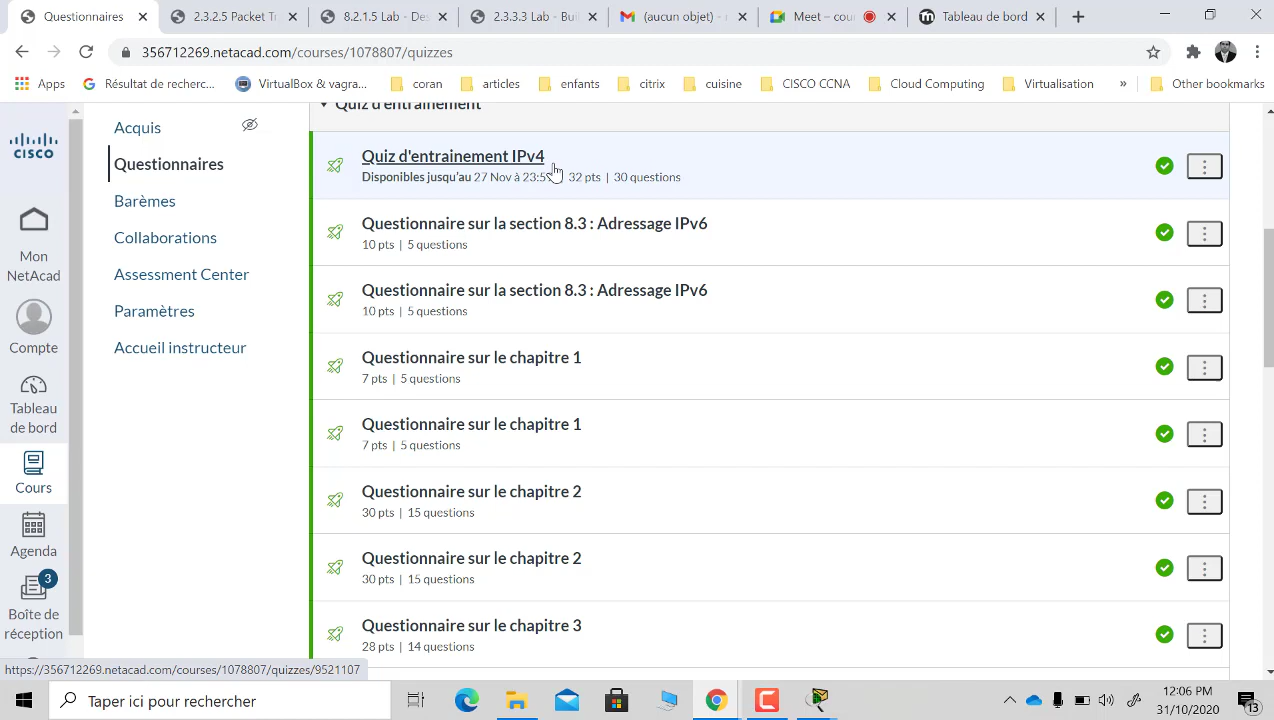 Questionnaires
2.3.2.5 Packet Tr
8.2.1.5 Lab - Des
2.3.3.3 Lab - Bui
(aucun objet) -
Meet – cou
Tableau de bord
356712269.netacad.com/courses/1078807/quizzes
Apps
Résultat de recherc...
VirtualBox & vagra...
coran
articles
enfants
citrix
cuisine
CISCO CCNA
Cloud Computing
Virtualisation
»
Other bookmarks
CISCO
Mon
NetAcad
Compte
Tableau
de bord
Cours
Agenda
3
Boîte de
réception
Acquis
Questionnaires
Barèmes
Collaborations
Assessment Center
Paramètres
Accueil instructeur
Quiz d'entrainement
Quiz d'entrainement IPv4
Disponibles jusqu'au 27 Nov à 23:5 32 pts | 30 questions
Questionnaire sur la section 8.3 : Adressage IPv6
10 pts | 5 questions
Questionnaire sur la section 8.3 : Adressage IPv6
10 pts | 5 questions
Questionnaire sur le chapitre 1
7 pts | 5 questions
Questionnaire sur le chapitre 1
7 pts | 5 questions
Questionnaire sur le chapitre 2
30 pts | 15 questions
Questionnaire sur le chapitre 2
30 pts | 15 questions
Questionnaire sur le chapitre 3
28 pts | 14 questions
https://356712269.netacad.com/courses/1078807/quizzes/9521107
Taper ici pour rechercher
12:06 PM
31/10/2020
13